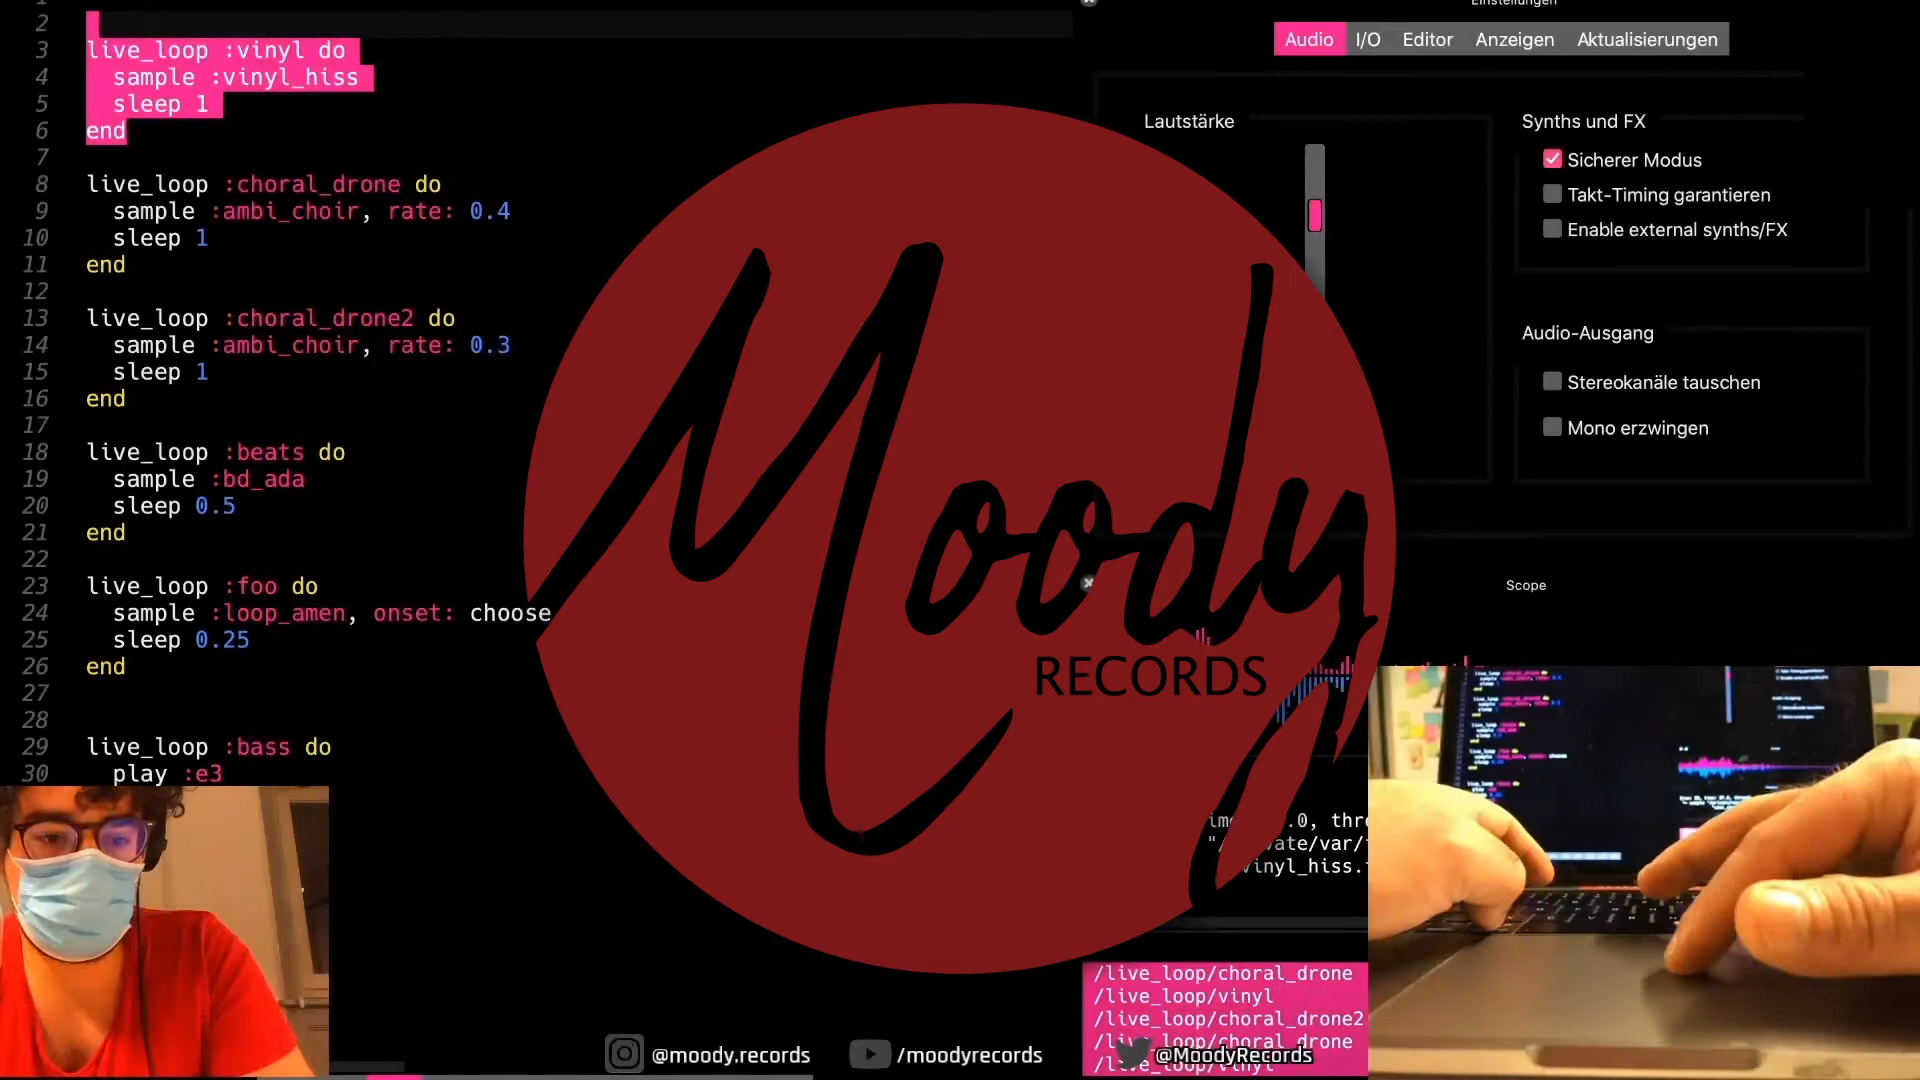 2
3 live_loop :vinyl do
4 sample :vinyl_hiss
5 sleep 1
6 end
7
8 live_loop :choral_drone do
9 sample :ambi_choir, rate: 0.4
10 sleep 1
11 end
12
13 live_loop :choral_drone2 do
14 sample :ambi_choir, rate: 0.3
15 sleep 1
16 end
17
18 live_loop :beats do
19 sample :bd_ada
20 sleep 0.5
21 end
22
23 live_loop :foo do
24 sample :loop_amen, onset: choose
25 sleep 0.25
26 end
27
28
29 live_loop :bass do
30 play :e3
Einstellungen
Audio I/O Editor Anzeigen Aktualisierungen
Lautstärke
Synths und FX
Sicherer Modus
Takt-Timing garantieren
Enable external synths/FX
Audio-Ausgang
Stereokanäle tauschen
Mono erzwingen
Moody
RECORDS
Scope
/live_loop/choral_drone
/live_loop/vinyl
/live_loop/choral_drone2
/live_loop/choral_drone
/live_loop/vinyl
@moody.records
/moodyrecords
@MoodyRecords